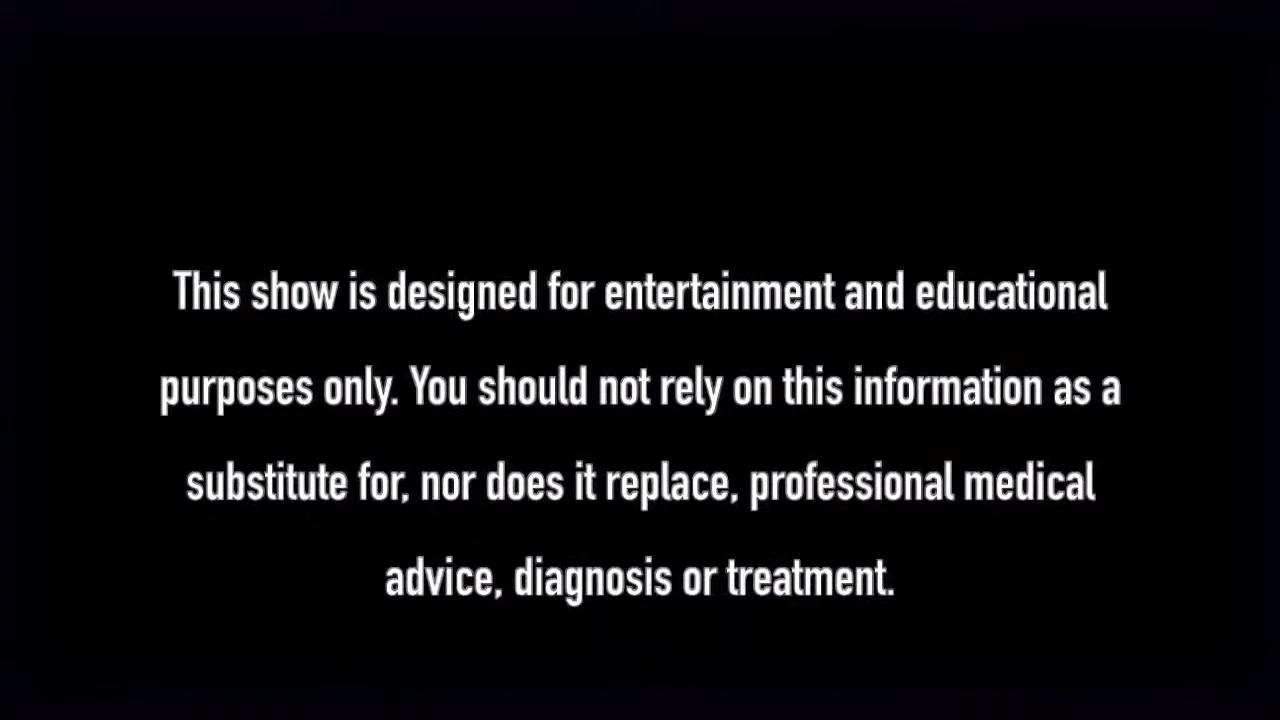 This show is designed for entertainment and educational
purposes only. You should not rely on this information as a
substitute for, nor does it replace, professional medical
advice, diagnosis or treatment.